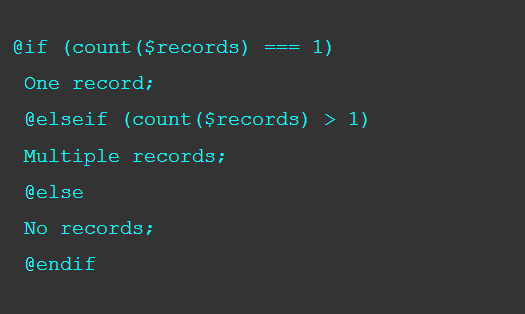 @if (count($records) === 1)
One record;
@elseif (count($records) > 1)
Multiple records;
@else
No records;
@endif